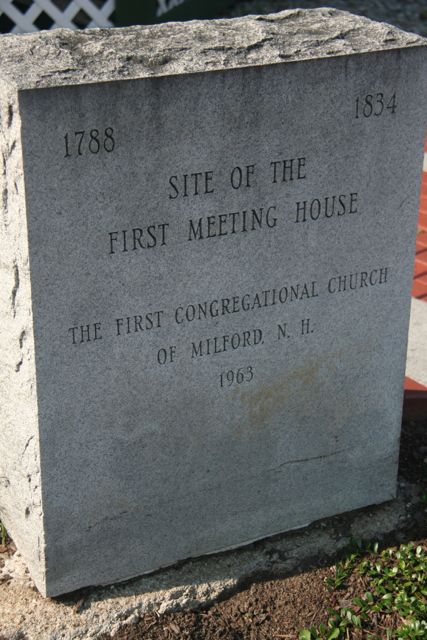 1788 1834
SITE OF THE
FIRST MEETING HOUSE
THE FIRST CONGREGATIONAL CHURCH
OF MILFORD, N. H.
1963